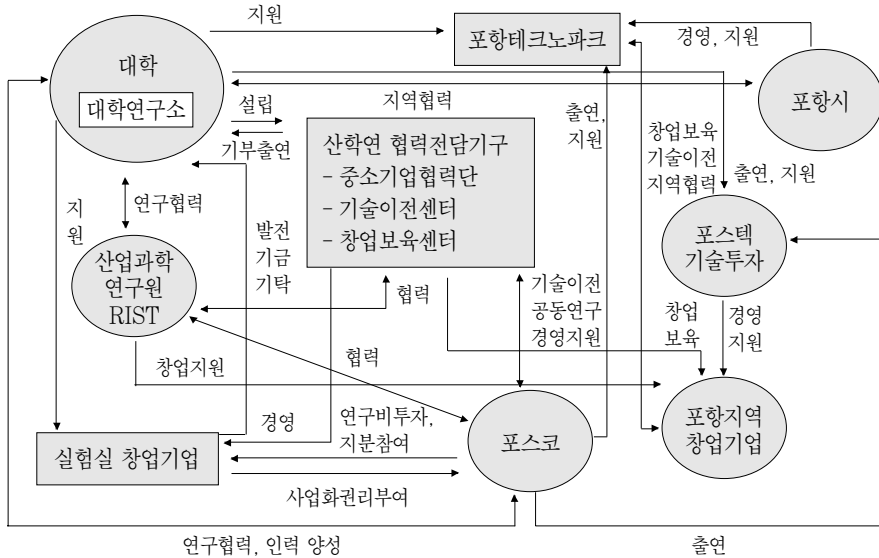 지원
포항테크노파크
경영, 지원
대학
대학연구소
포항시
설립
지역협력
출연,
지원
기부출연
산학연 협력전담기구
- 중소기업협력단
- 기술이전센터
- 창업보육센터
창업보육
기술이전
지역협력
출연, 지원
지
원
연구협력
발전
기금
기탁
포스텍
기술투자
산업과학
연구원
RIST
협력
기술이전
공동연구
경영지원
창업
보육
경영
지원
창업지원
협력
경영
연구비투자,
지분참여
포스코
포항지역
창업기업
실험실 창업기업
사업화권리부여
연구협력, 인력 양성
출연